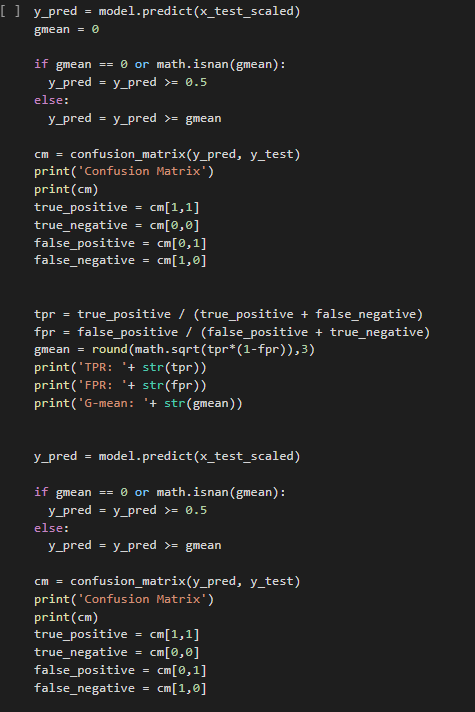 [ ] y_pred = model.predict(x_test_scaled)
gmean = 0
if gmean == 0 or math.isnan(gmean):
  y_pred = y_pred >= 0.5
else:
  y_pred = y_pred >= gmean
cm = confusion_matrix(y_pred, y_test)
print('Confusion Matrix')
print(cm)
true_positive = cm[1,1]
true_negative = cm[0,0]
false_positive = cm[0,1]
false_negative = cm[1,0]
tpr = true_positive / (true_positive + false_negative)
fpr = false_positive / (false_positive + true_negative)
gmean = round(math.sqrt(tpr*(1-fpr)),3)
print('TPR: '+ str(tpr))
print('FPR: '+ str(fpr))
print('G-mean: '+ str(gmean))
y_pred = model.predict(x_test_scaled)
if gmean == 0 or math.isnan(gmean):
  y_pred = y_pred >= 0.5
else:
  y_pred = y_pred >= gmean
cm = confusion_matrix(y_pred, y_test)
print('Confusion Matrix')
print(cm)
true_positive = cm[1,1]
true_negative = cm[0,0]
false_positive = cm[0,1]
false_negative = cm[1,0]